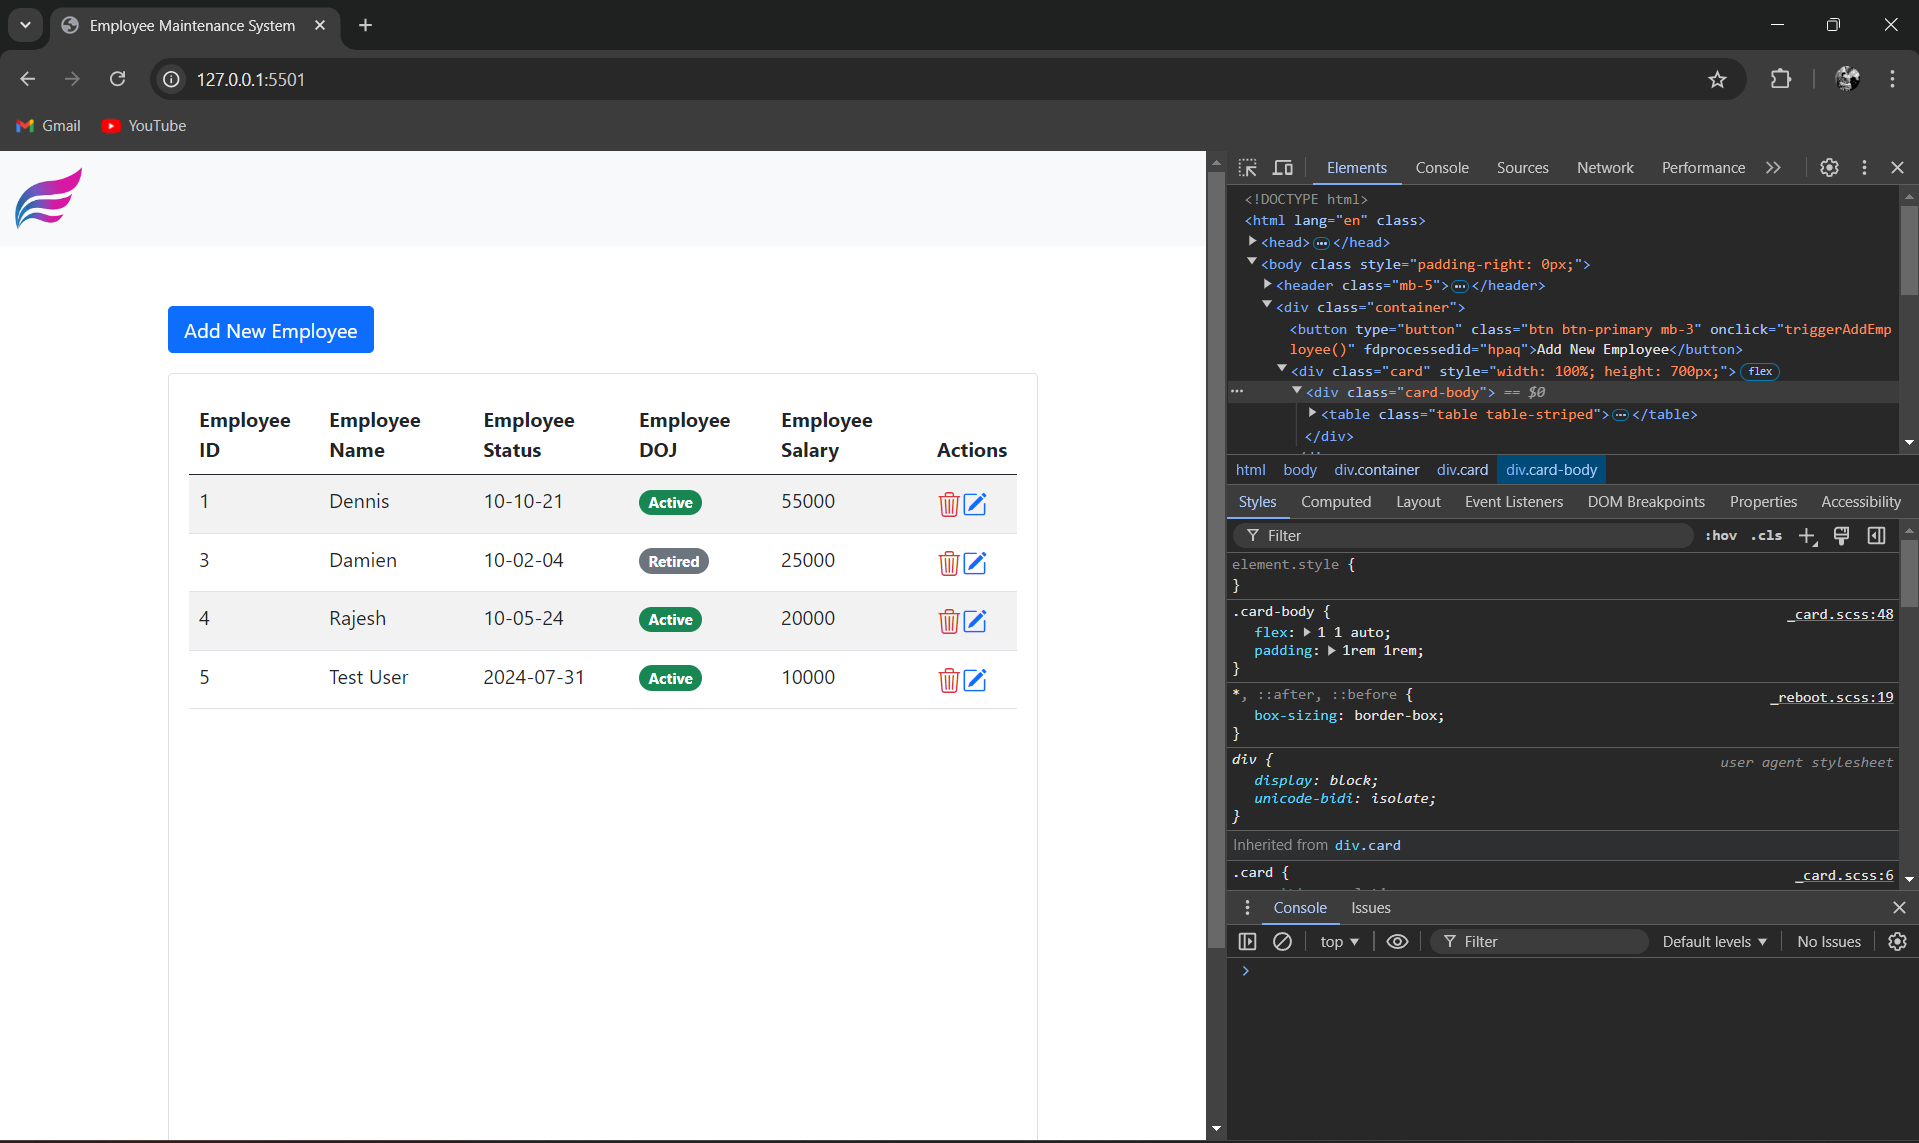 Employee Maintenance System
127.0.0.1:5501
Gmail YouTube
Add New Employee
Employee ID Employee Name Employee Status Employee DOJ Employee Salary Actions
1 Dennis 10-10-21 Active 55000
3 Damien 10-02-04 Retired 25000
4 Rajesh 10-05-24 Active 20000
5 Test User 2024-07-31 Active 10000
Elements Console Sources Network Performance
<!DOCTYPE html>
<html lang="en" class>
<head>…</head>
<body class style="padding-right: 0px;">
<header class="mb-5">…</header>
<div class="container">
<button type="button" class="btn btn-primary mb-3" onclick="triggerAddEmp
loyee()" fdprocessedid="hpaq">Add New Employee</button>
<div class="card" style="width: 100%; height: 700px;"> flex
… <div class="card-body"> == $0
<table class="table table-striped">…</table>
</div>
html body div.container div.card div.card-body
Styles Computed Layout Event Listeners DOM Breakpoints Properties Accessibility
Filter :hov .cls
element.style {
}
.card-body { _card.scss:48
flex: 1 1 auto;
padding: 1rem 1rem;
}
*, ::after, ::before { _reboot.scss:19
box-sizing: border-box;
}
div { user agent stylesheet
display: block;
unicode-bidi: isolate;
}
Inherited from div.card
.card { _card.scss:6
Console Issues
top Filter Default levels No Issues